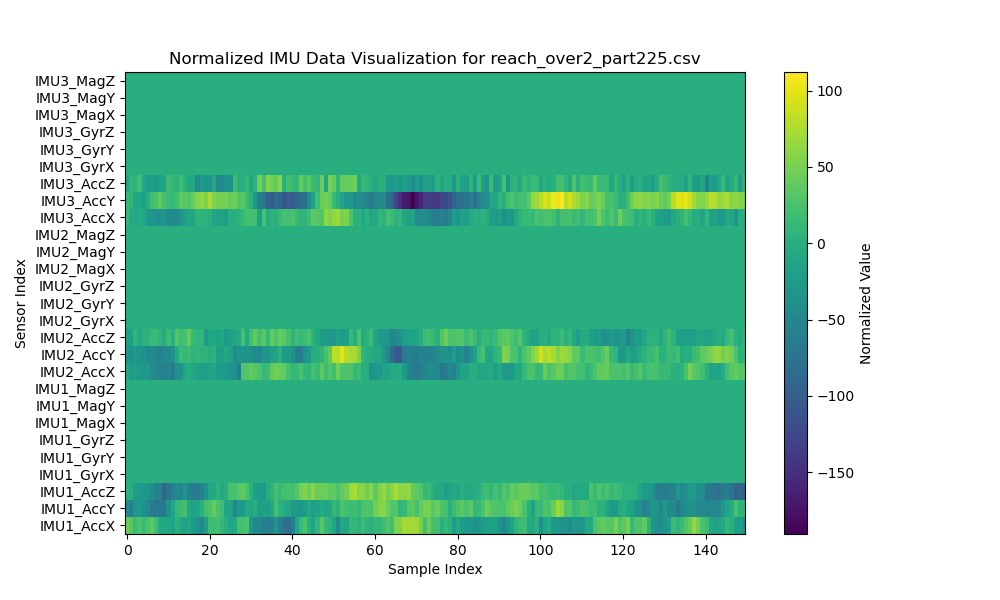 Normalized IMU Data Visualization for reach_over2_part225.csv
IMU3_MagZ
IMU3_MagY
IMU3_MagX
IMU3_GyrZ
IMU3_GyrY
IMU3_GyrX
IMU3_AccZ
IMU3_AccY
IMU3_AccX
IMU2_MagZ
IMU2_MagY
IMU2_MagX
IMU2_GyrZ
IMU2_GyrY
IMU2_GyrX
IMU2_AccZ
IMU2_AccY
IMU2_AccX
IMU1_MagZ
IMU1_MagY
IMU1_MagX
IMU1_GyrZ
IMU1_GyrY
IMU1_GyrX
IMU1_AccZ
IMU1_AccY
IMU1_AccX
Sensor Index
0 20 40 60 80 100 120 140
Sample Index
100
50
0
−50
−100
−150
Normalized Value